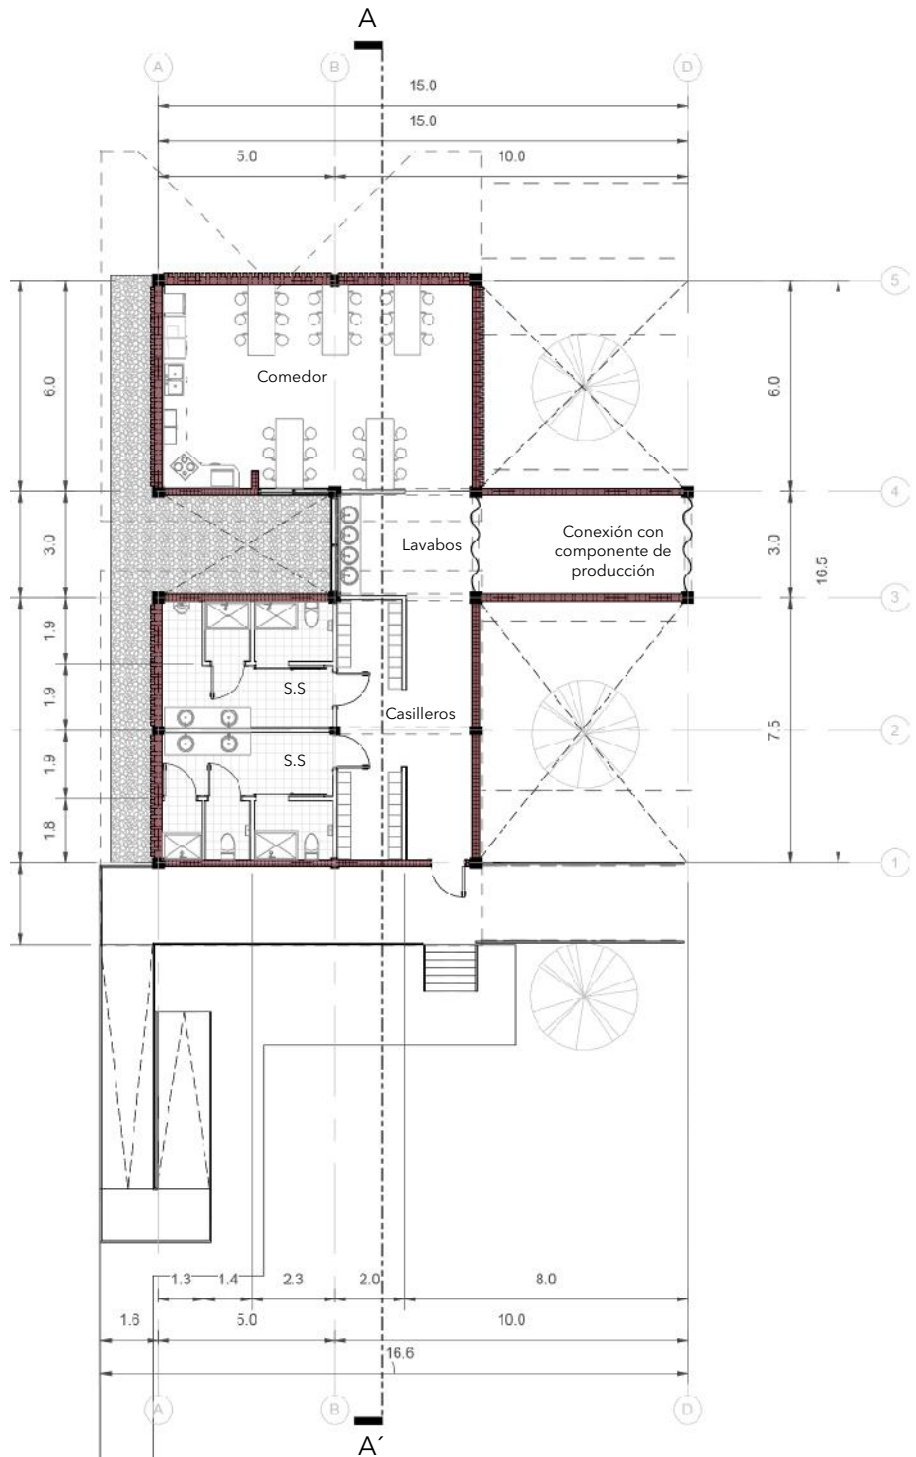 A
A
B
D
15.0
15.0
5.0
10.0
5
6.0
Comedor
6.0
4
3.0
Lavabos
Conexión con
componente de
producción
3.0
16.5
3
1.9
1.9
S.S
Casilleros
7.5
2
1.9
S.S
1.8
1
1.3
1.4
2.3
2.0
8.0
1.6
5.0
10.0
16.6
A
B
D
A´